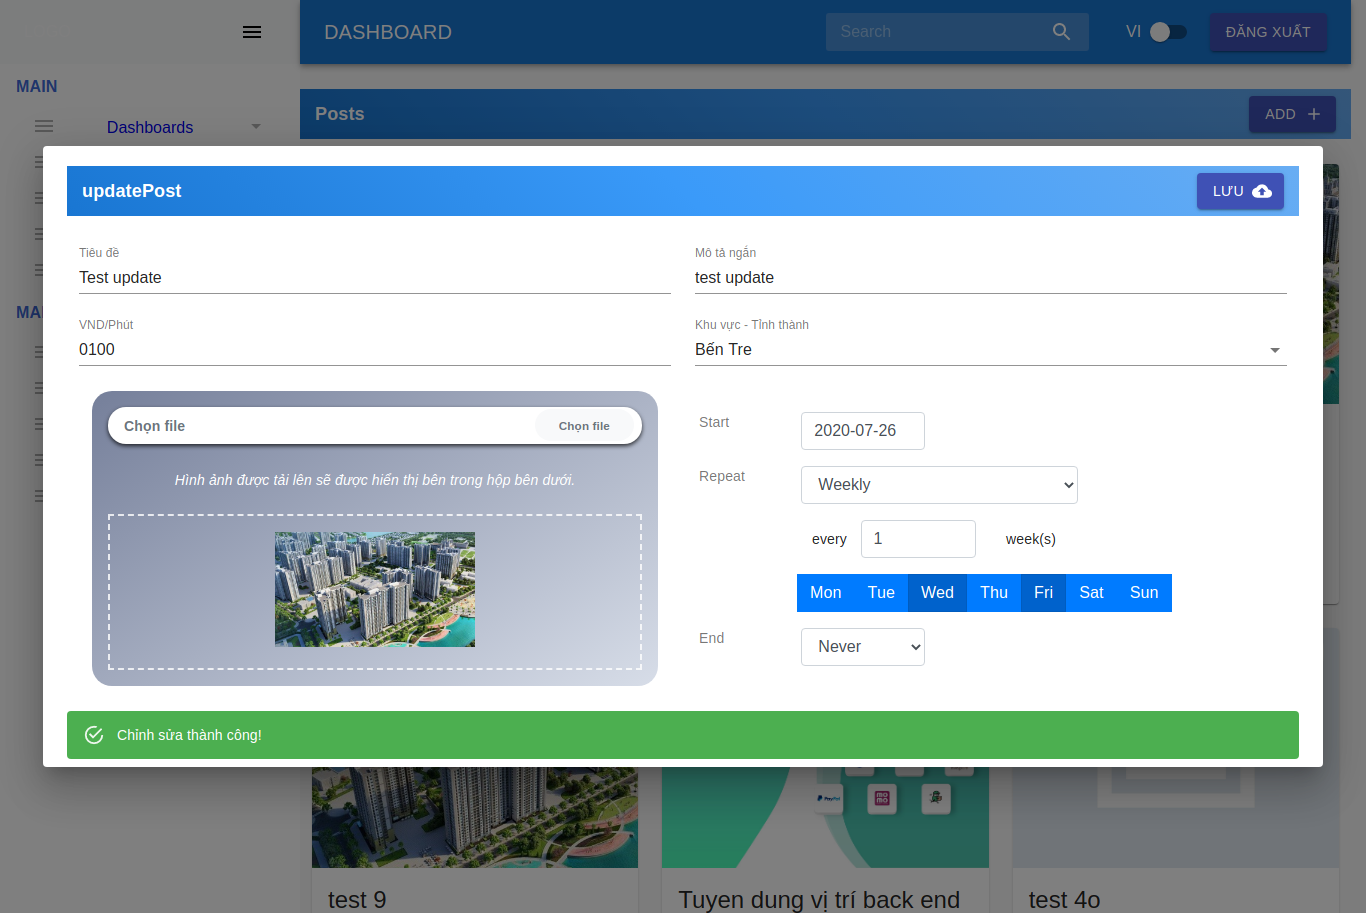 DASHBOARD
Search
VI
ĐĂNG XUẤT
MAIN
Dashboards
Posts
ADD
updatePost
LƯU
Tiêu đề
Test update
Mô tả ngắn
test update
VND/Phút
0100
Khu vực - Tỉnh thành
Bến Tre
Chọn file
Chọn file
Hình ảnh được tải lên sẽ được hiển thị bên trong hộp bên dưới.
Start
2020-07-26
Repeat
Weekly
every
1
week(s)
Mon Tue Wed Thu Fri Sat Sun
End
Never
Chỉnh sửa thành công!
PayPal
test 9
Tuyen dung vị trí back end
test 4o